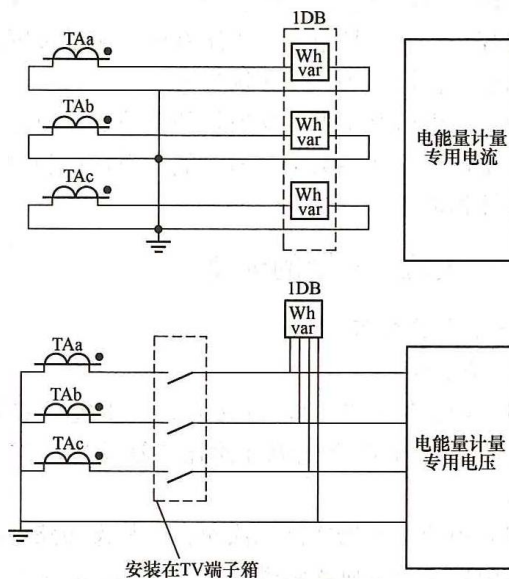 1DB
TAa
Wh
var
TAb
Wh
var
TAc
Wh
var
电能量计量
专用电流
1DB
Wh
var
TAa
TAb
TAc
电能量计量
专用电压
安装在TV端子箱